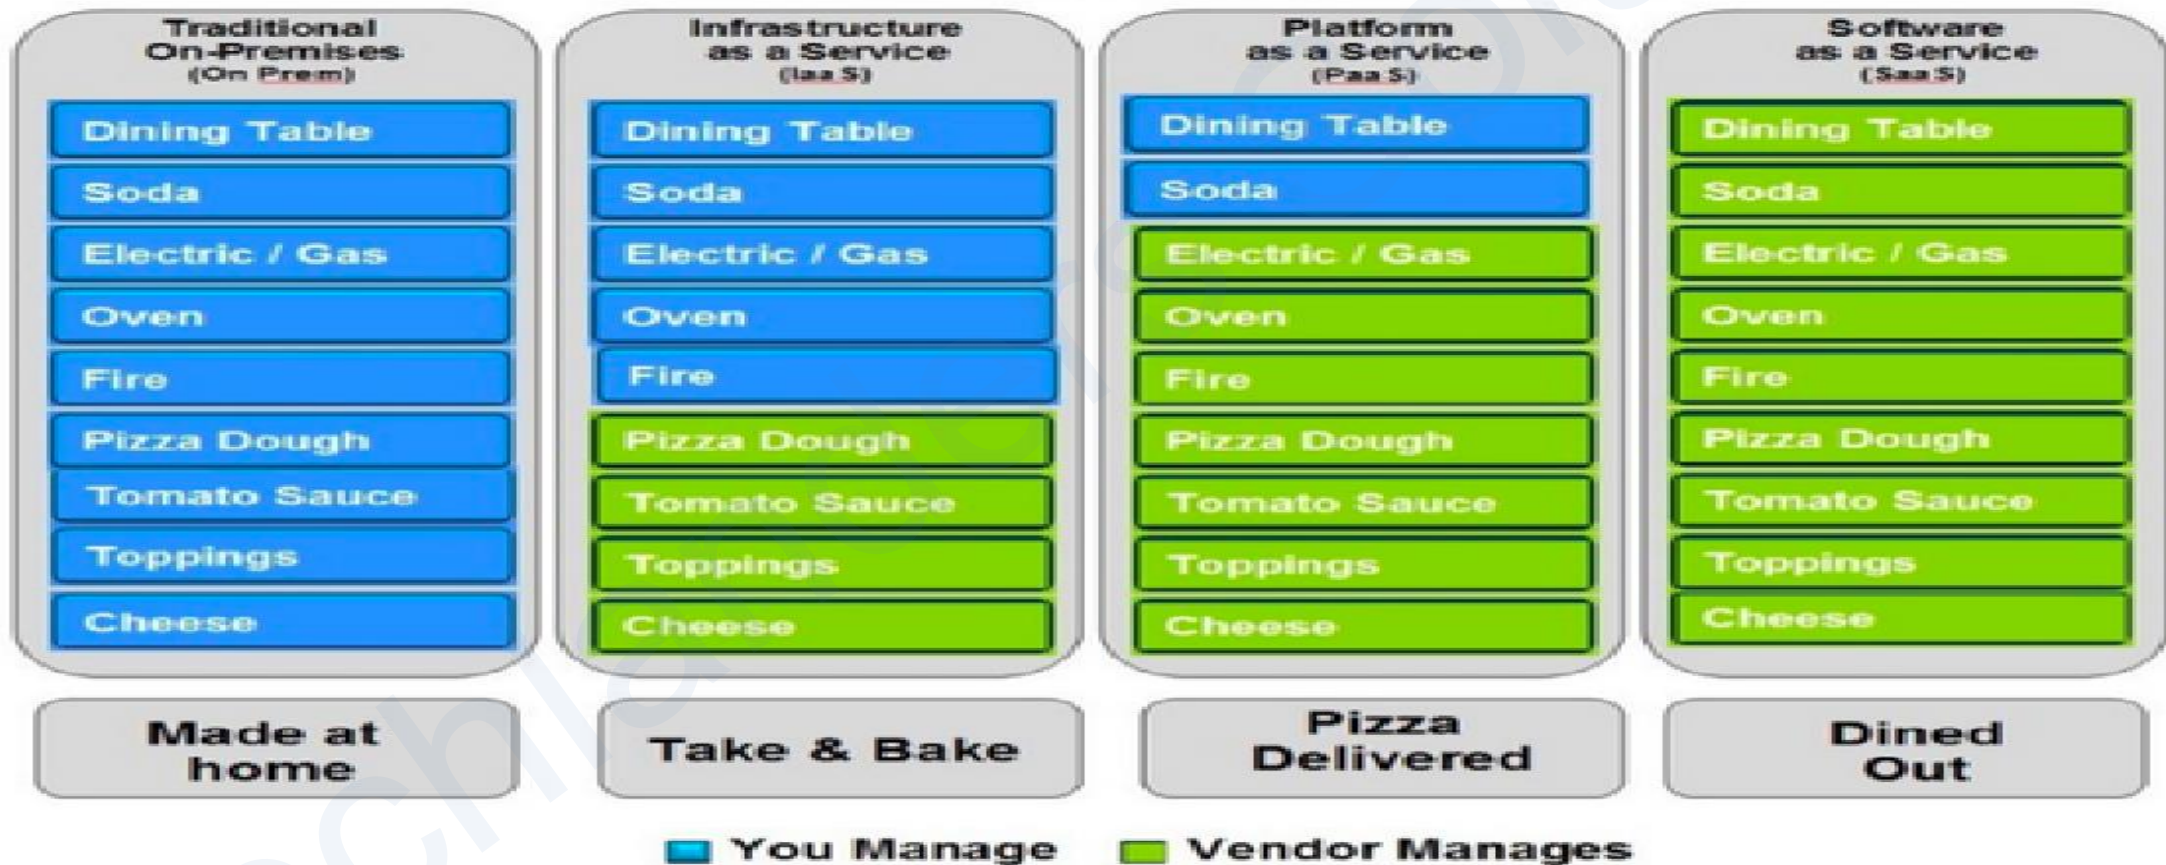 Traditional
On-Premises
(On Prem)
Dining Table
Soda
Electric / Gas
Oven
Fire
Pizza Dough
Tomato Sauce
Toppings
Cheese
Made at
home
Infrastructure
as a Service
(IaaS)
Dining Table
Soda
Electric / Gas
Oven
Fire
Pizza Dough
Tomato Sauce
Toppings
Cheese
Take & Bake
Platform
as a Service
(PaaS)
Dining Table
Soda
Electric / Gas
Oven
Fire
Pizza Dough
Tomato Sauce
Toppings
Cheese
Pizza
Delivered
Software
as a Service
(SaaS)
Dining Table
Soda
Electric / Gas
Oven
Fire
Pizza Dough
Tomato Sauce
Toppings
Cheese
Dined
Out
You Manage
Vendor Manages